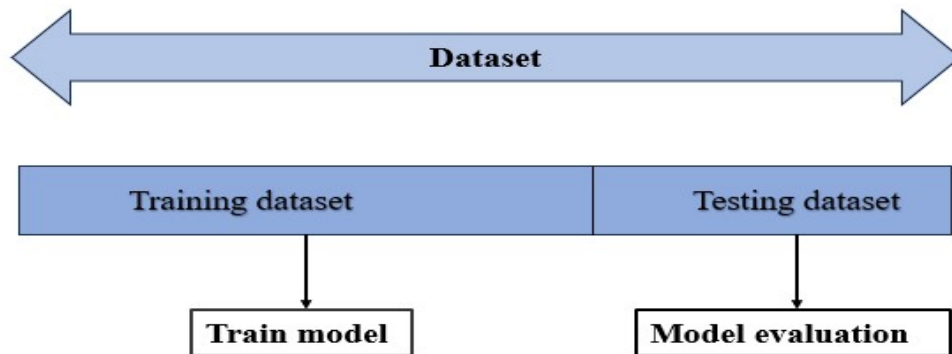 Dataset
Training dataset
Testing dataset
Train model
Model evaluation